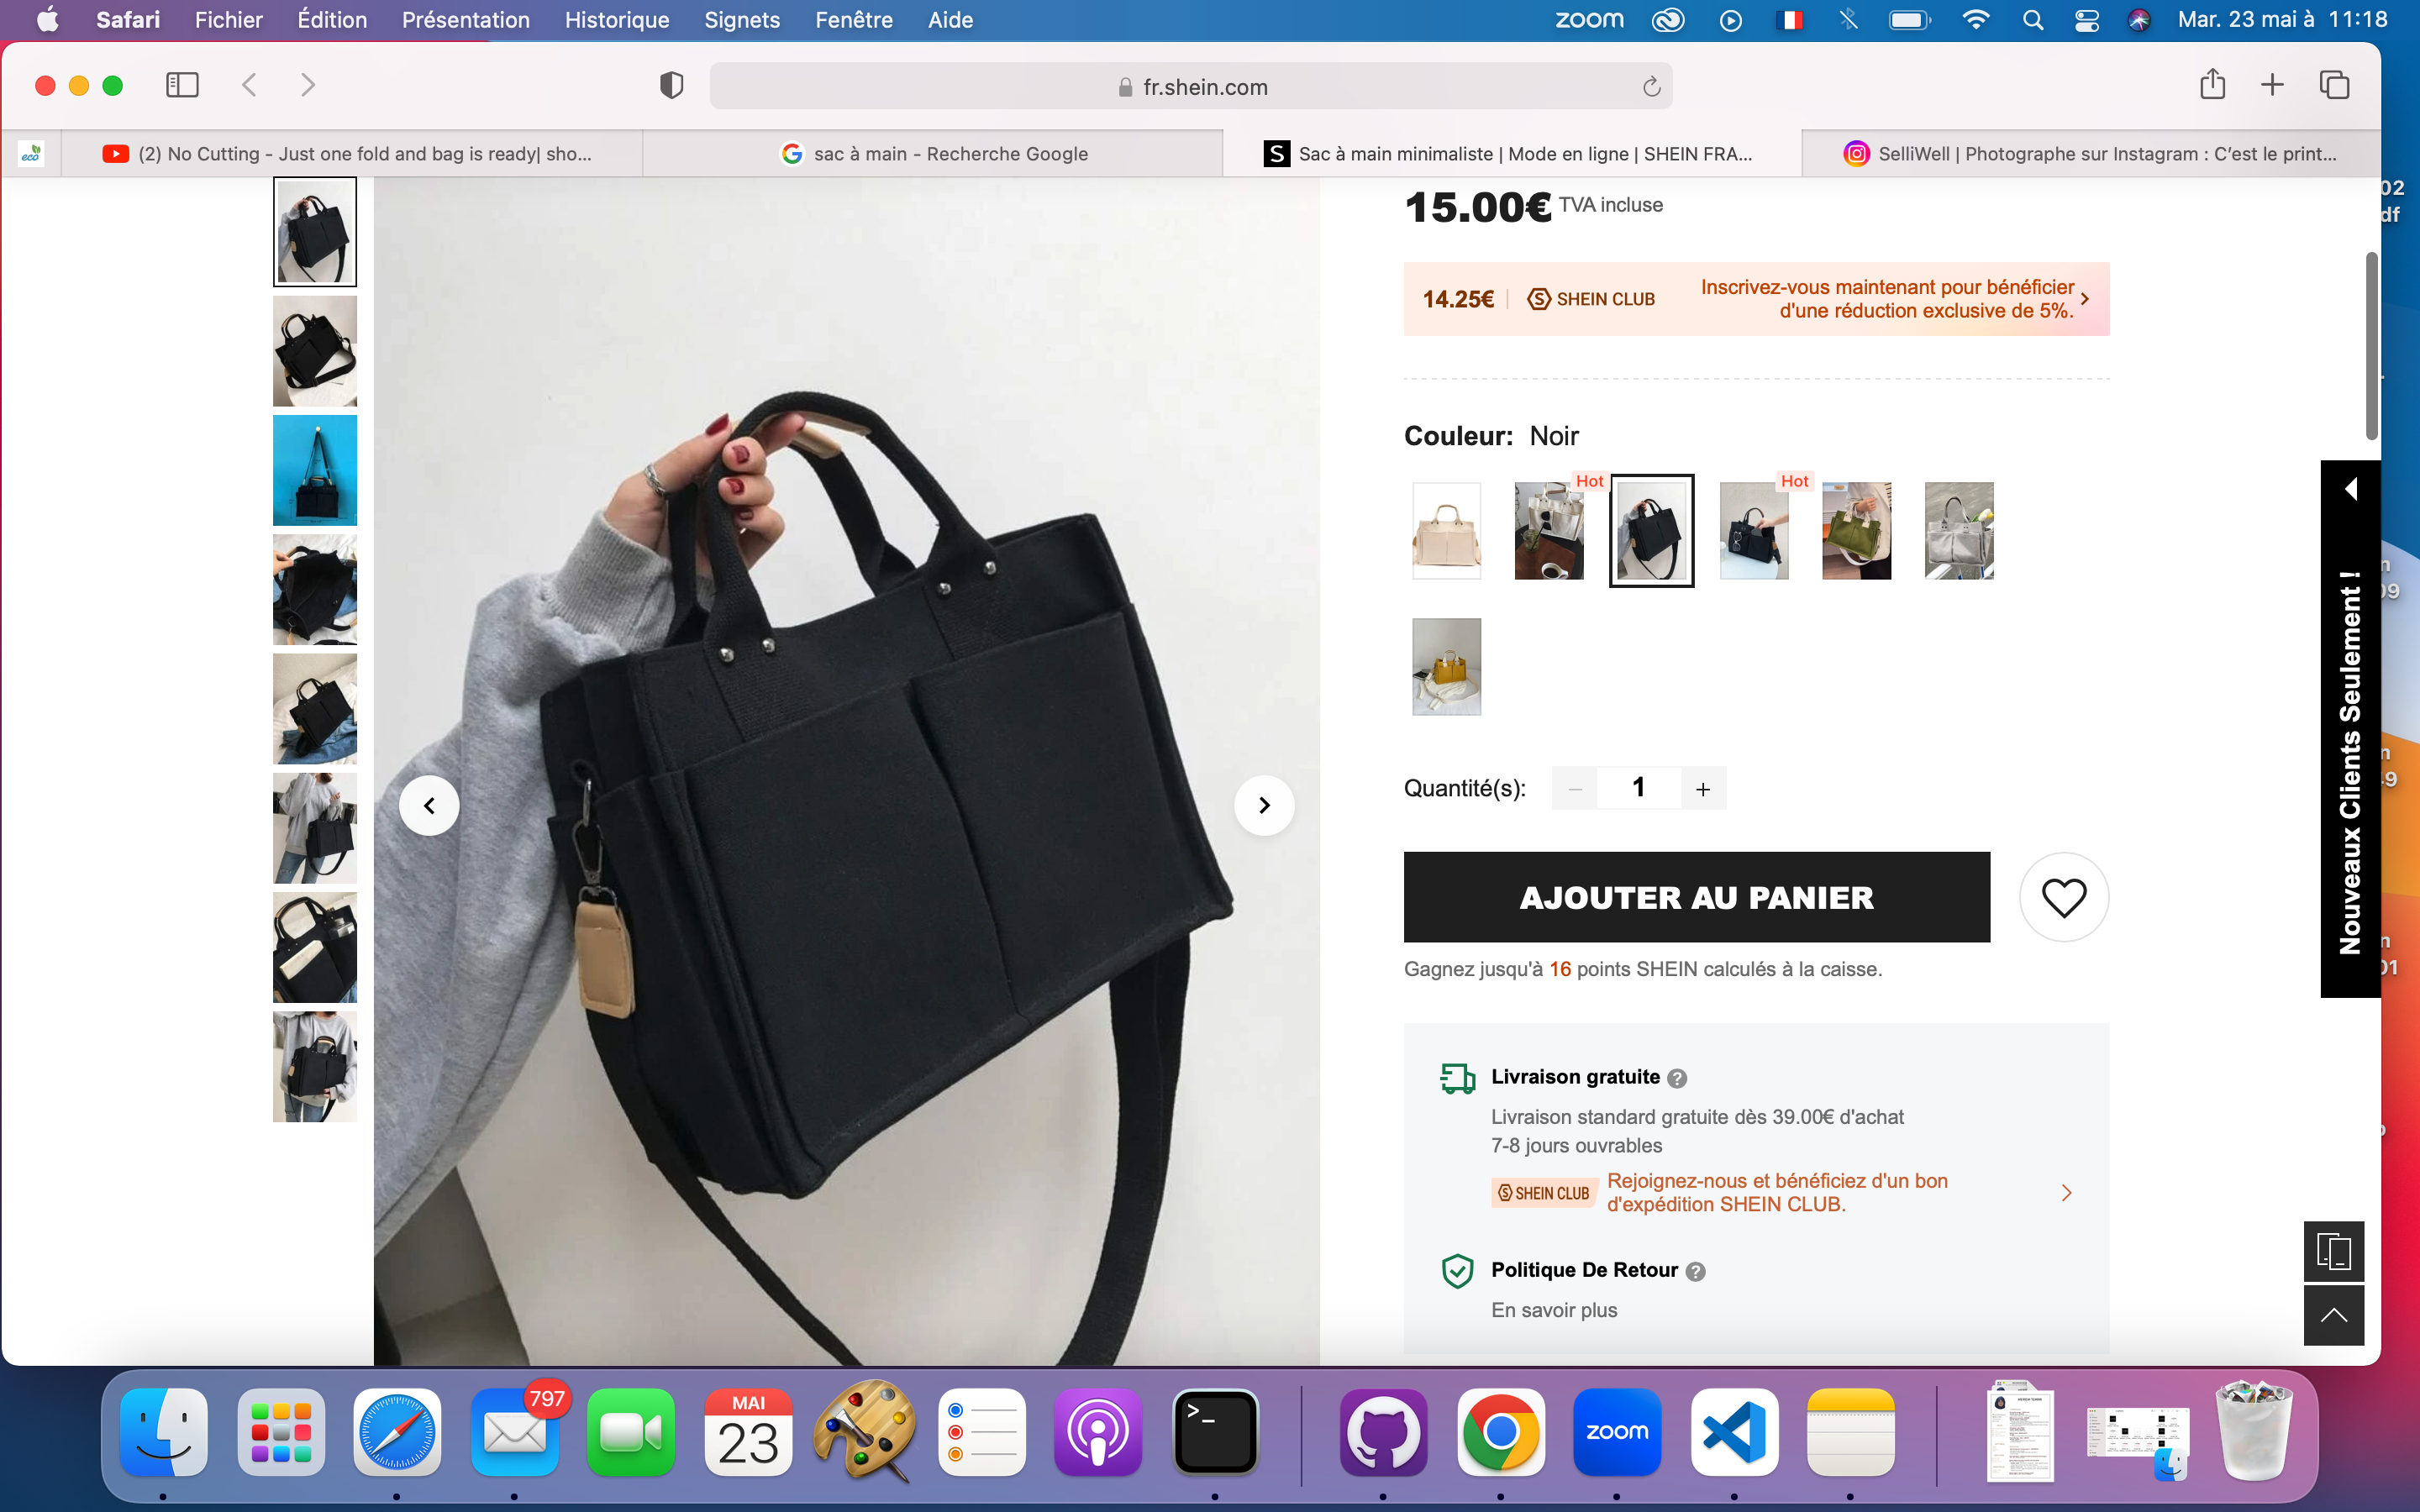 Safari Fichier Édition Présentation Historique Signets Fenêtre Aide zoom Mar. 23 mai à 11:18
fr.shein.com
eco (2) No Cutting - Just one fold and bag is ready| sho... sac à main - Recherche Google S Sac à main minimaliste | Mode en ligne | SHEIN FRA... SelliWell | Photographe sur Instagram : C'est le print...
02
df
15.00€ TVA incluse
14.25€ SHEIN CLUB
Inscrivez-vous maintenant pour bénéficier
d'une réduction exclusive de 5%.
Couleur: Noir
Hot Hot
Quantité(s): − 1 +
AJOUTER AU PANIER
Gagnez jusqu'à 16 points SHEIN calculés à la caisse.
Nouveaux Clients Seulement !
Livraison gratuite ?
Livraison standard gratuite dès 39.00€ d'achat
7-8 jours ouvrables
SHEIN CLUB
Rejoignez-nous et bénéficiez d'un bon
d'expédition SHEIN CLUB.
Politique De Retour ?
En savoir plus
797
MAI
23
>_
zoom